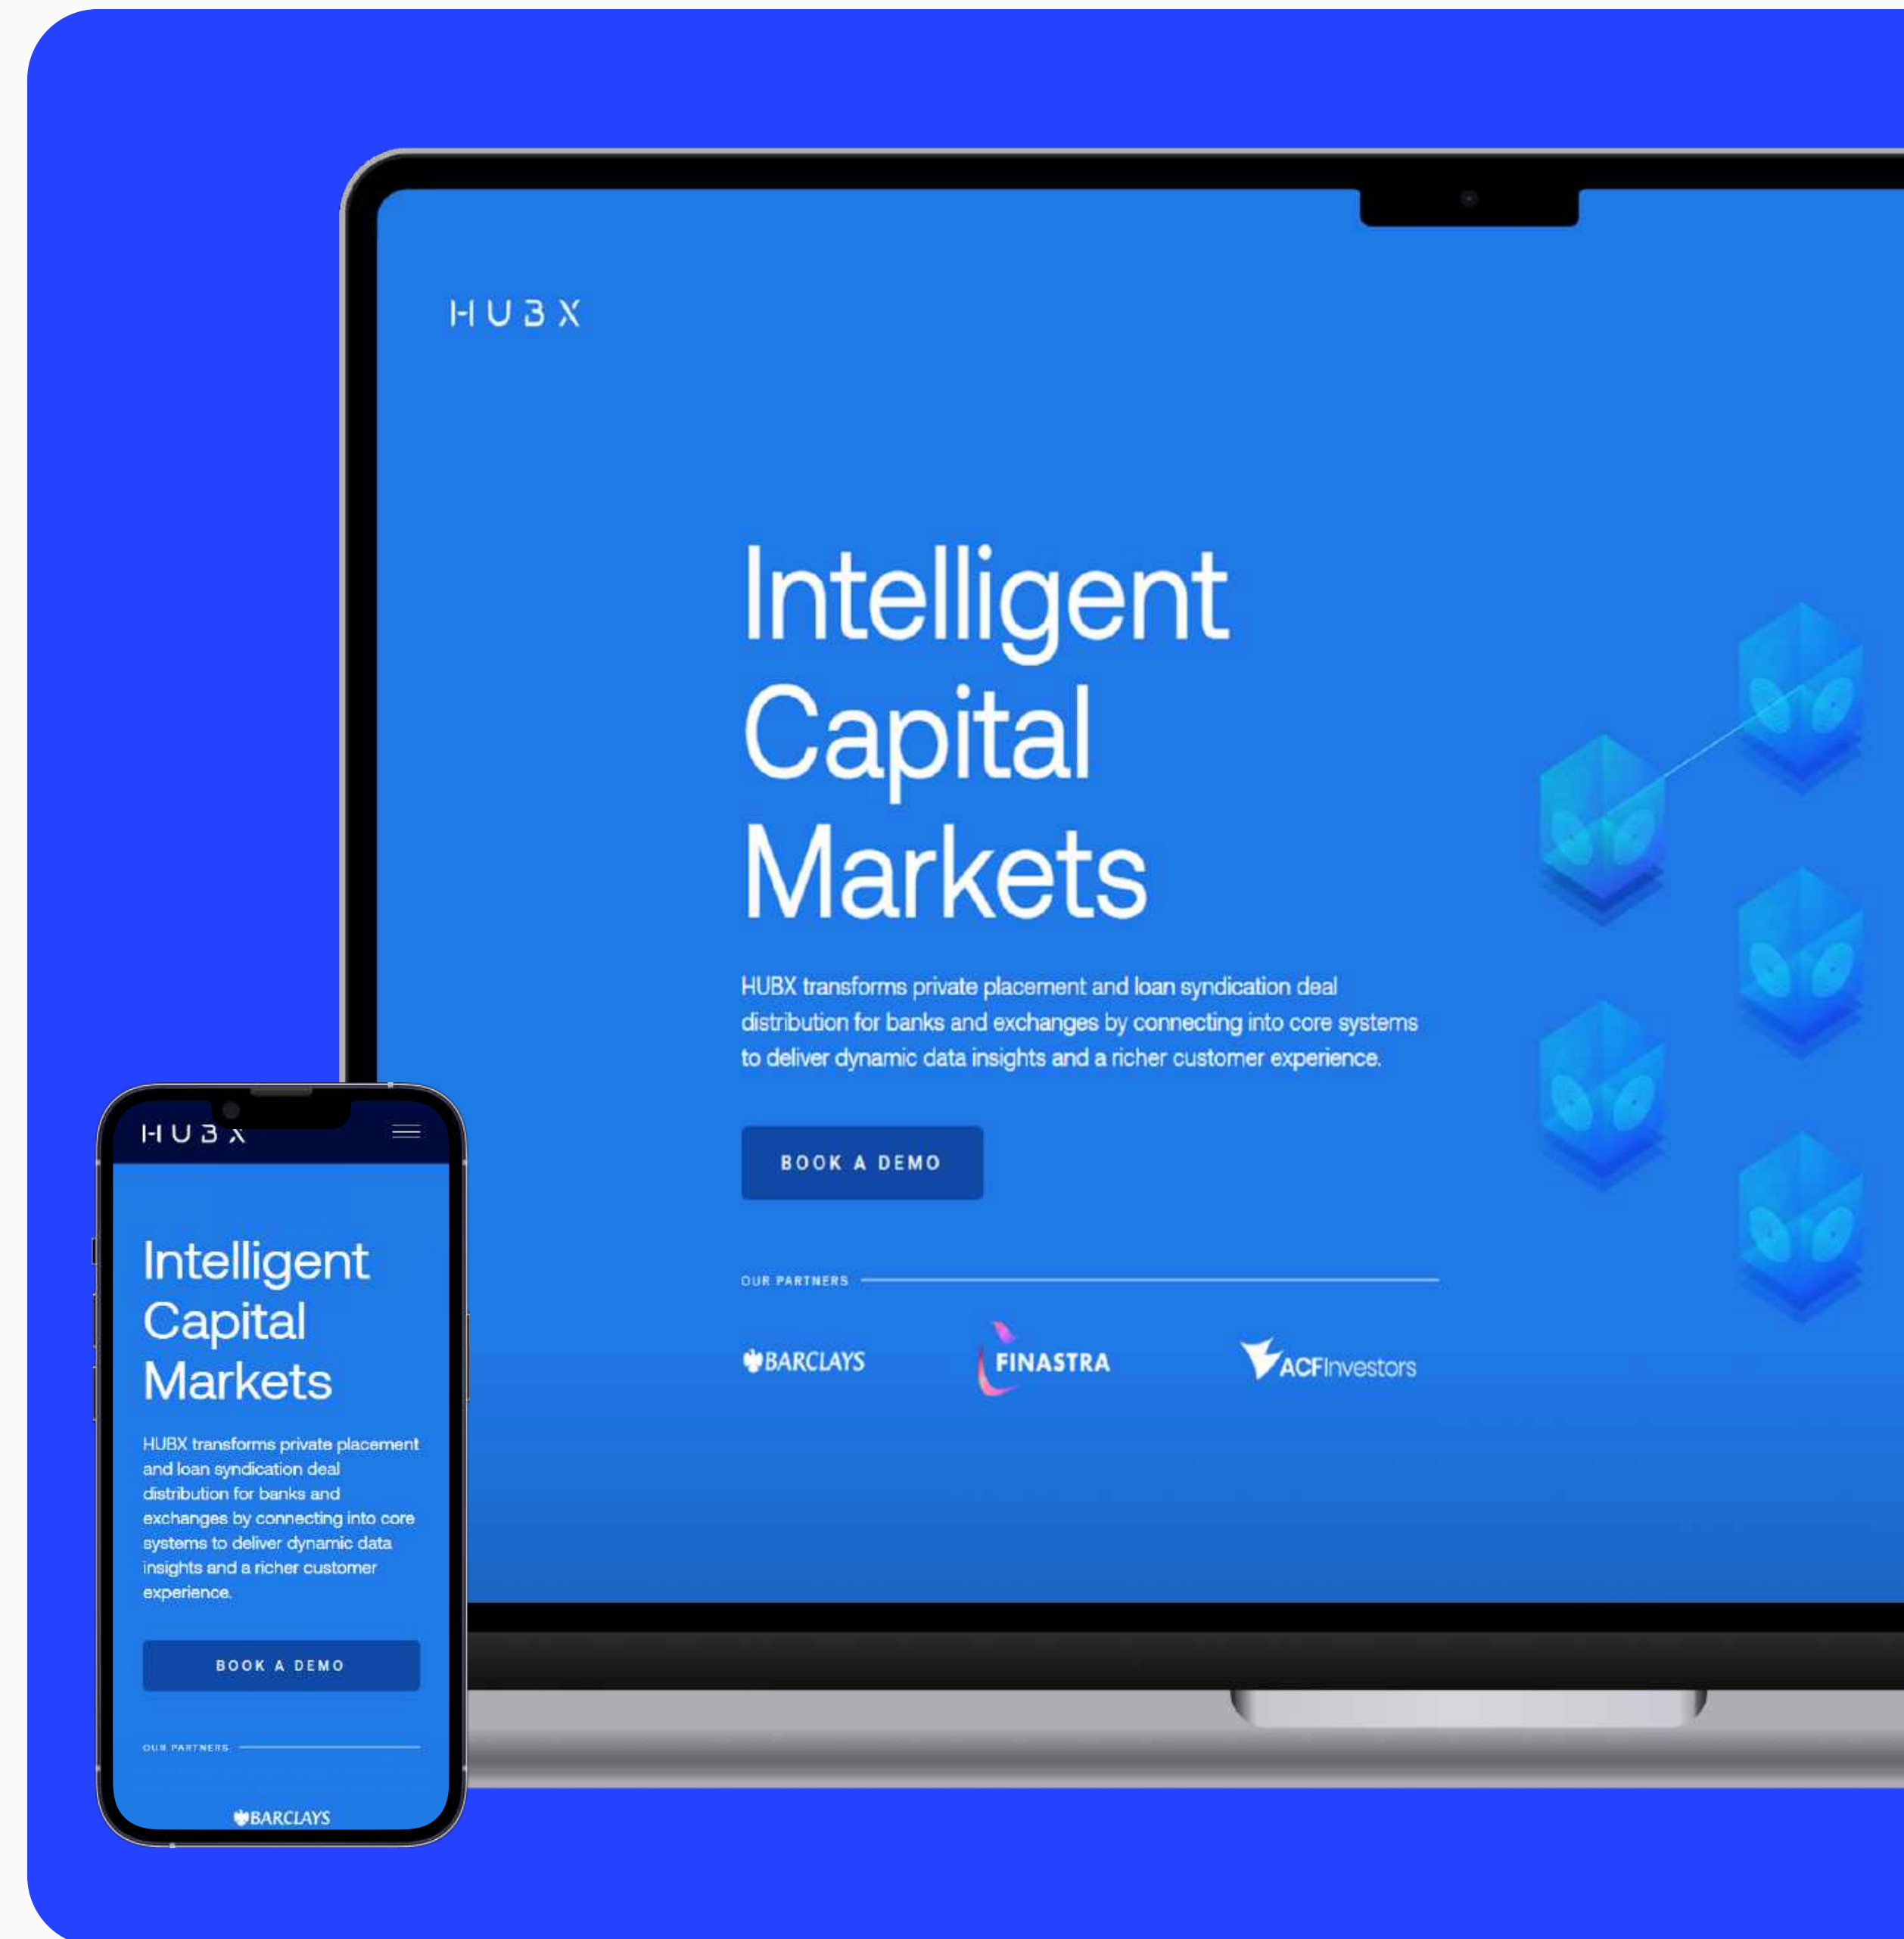 HUBX
Intelligent
Capital
Markets
HUBX transforms private placement and loan syndication deal
distribution for banks and exchanges by connecting into core systems
to deliver dynamic data insights and a richer customer experience.
BOOK A DEMO
OUR PARTNERS
BARCLAYS
FINASTRA
ACFInvestors
HUBX
Intelligent
Capital
Markets
HUBX transforms private placement
and loan syndication deal
distribution for banks and
exchanges by connecting into core
systems to deliver dynamic data
insights and a richer customer
experience.
BOOK A DEMO
OUR PARTNERS
BARCLAYS